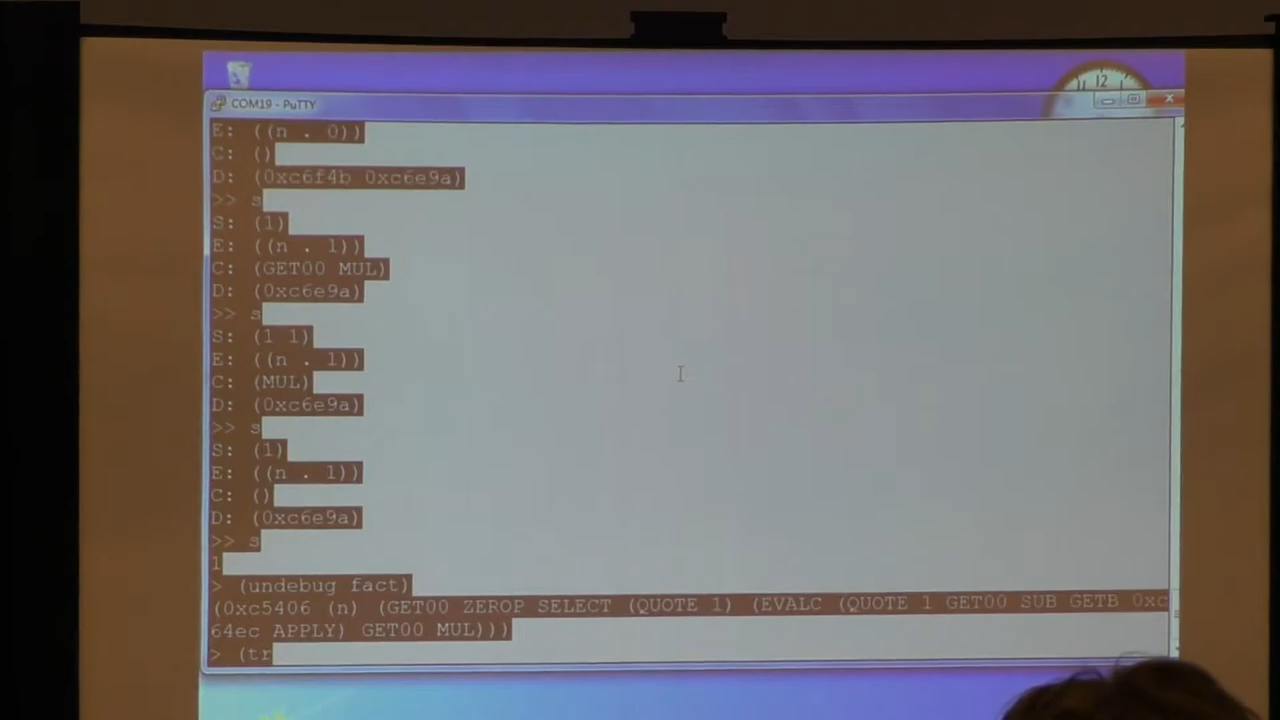 12
COM19 - PuTTY
E: ((n . 0))
C: ()
D: (0xc6f4b 0xc6e9a)
>> s
S: (1)
E: ((n . 1))
C: (GET00 MUL)
D: (0xc6e9a)
>> s
S: (1 1)
E: ((n . 1))
C: (MUL)
D: (0xc6e9a)
>> s
S: (1)
E: ((n . 1))
C: ()
D: (0xc6e9a)
>> s
1
> (undebug fact)
(0xc5406 (n) (GET00 ZEROP SELECT (QUOTE 1) (EVALC (QUOTE 1 GET00 SUB GETB 0xc
64ec APPLY) GET00 MUL)))
> (tr